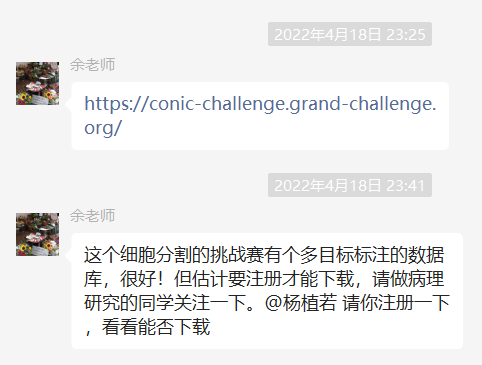 2022年4月18日 23:25
余老师
https://conic-challenge.grand-challenge.
org/
2022年4月18日 23:41
余老师
这个细胞分割的挑战赛有个多目标标注的数据
库，很好！但估计要注册才能下载，请做病理
研究的同学关注一下。@杨植若 请你注册一下
，看看能否下载